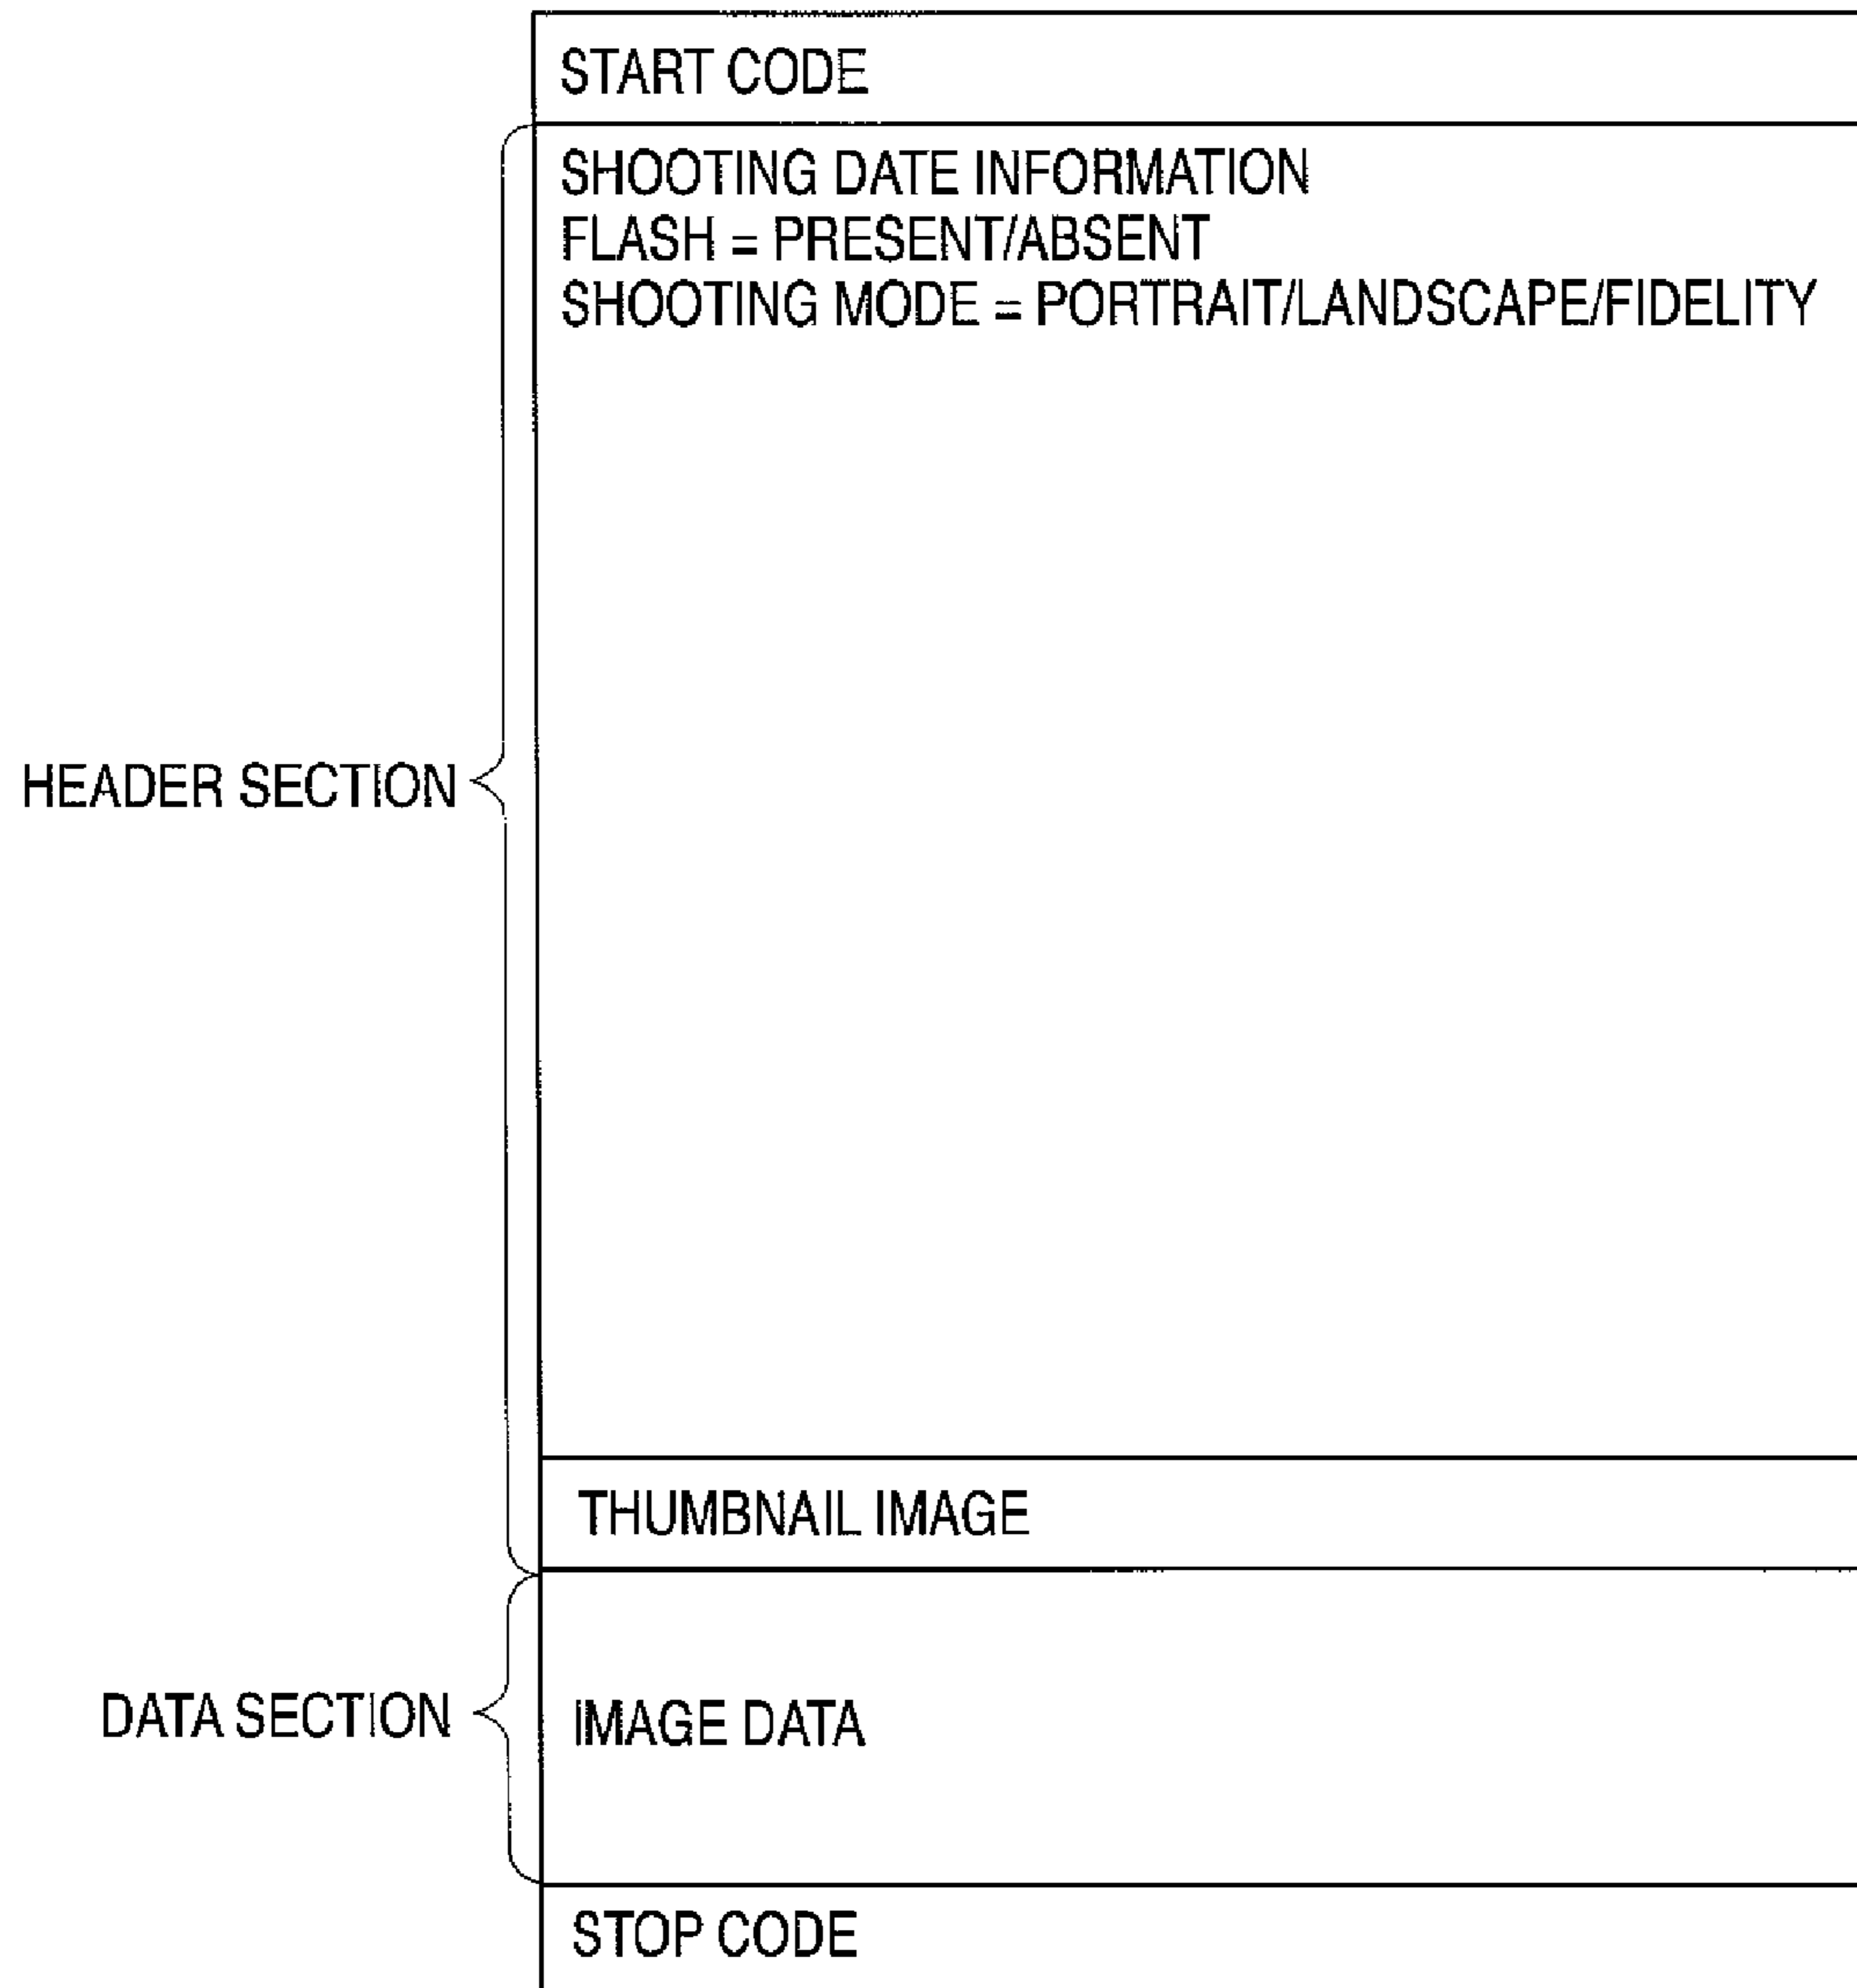 START CODE
SHOOTING DATE INFORMATION
FLASH = PRESENT/ABSENT
SHOOTING MODE = PORTRAIT/LANDSCAPE/FIDELITY
HEADER SECTION
THUMBNAIL IMAGE
DATA SECTION
IMAGE DATA
STOP CODE